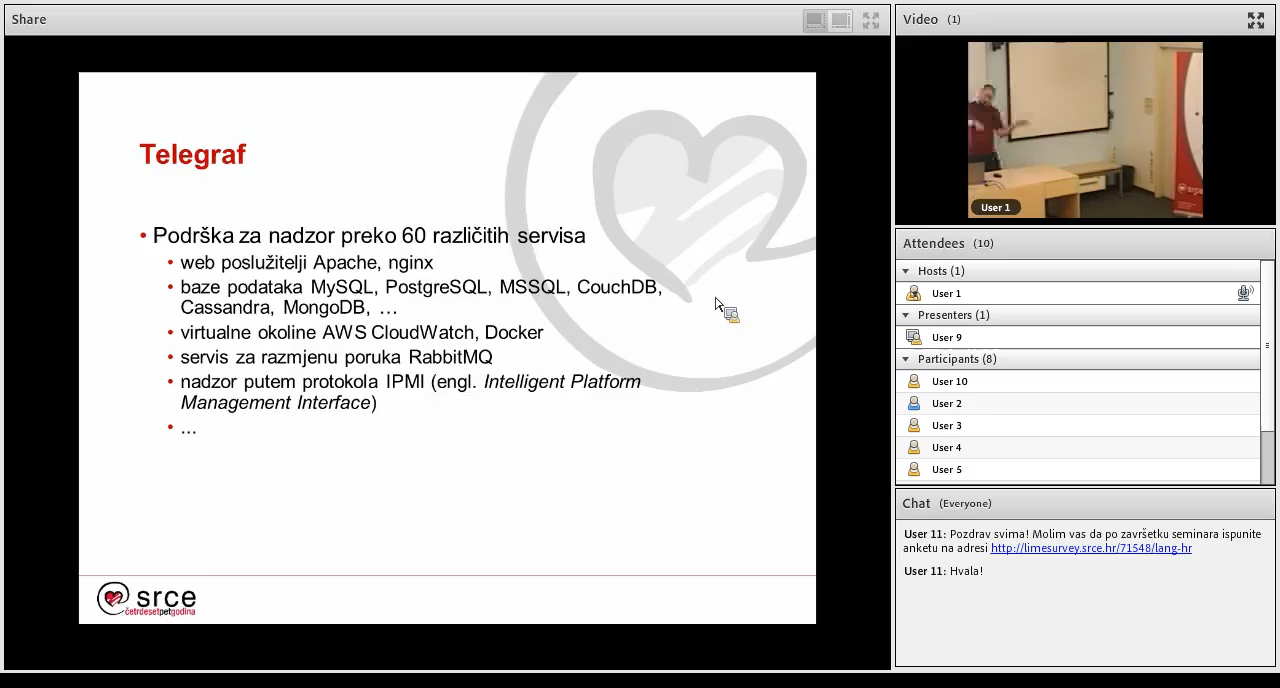 Share
Telegraf
• Podrška za nadzor preko 60 različitih servisa
• web poslužitelji Apache, nginx
• baze podataka MySQL, PostgreSQL, MSSQL, CouchDB,
Cassandra, MongoDB, …
• virtualne okoline AWS CloudWatch, Docker
• servis za razmjenu poruka RabbitMQ
• nadzor putem protokola IPMI (engl. Intelligent Platform
Management Interface)
• …
srce
četrdesetpetgodina
Video (1)
srce
User 1
Attendees (10)
Hosts (1)
User 1
Presenters (1)
User 9
Participants (8)
User 10
User 2
User 3
User 4
User 5
Chat (Everyone)
User 11: Pozdrav svima! Molim vas da po završetku seminara ispunite
anketu na adresi http://limesurvey.srce.hr/71548/lang-hr
User 11: Hvala!